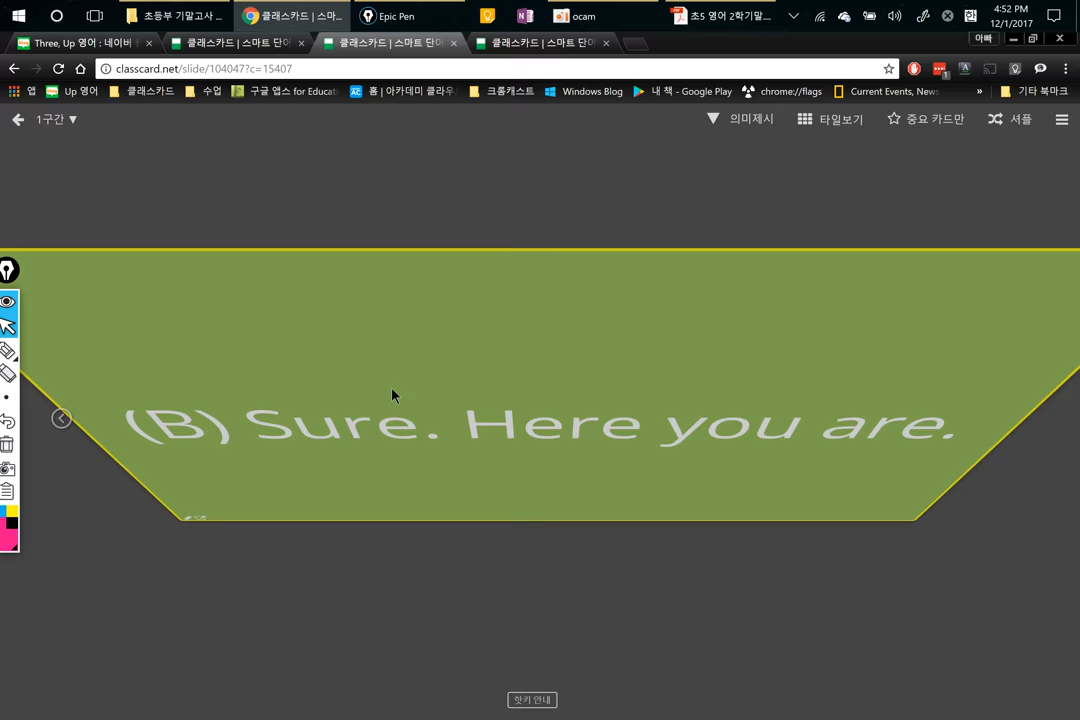 초등부 기말고사 ...
클래스카드 | 스마...
Epic Pen
ocam
초5 영어 2학기기말...
한
4:52 PM
12/1/2017
Three, Up 영어 : 네이버
클래스카드 | 스마트 단어
클래스카드 | 스마트 단어
클래스카드 | 스마트 단어
아빠
classcard.net/slide/104047?c=15407
1
앱
Up 영어
클래스카드
수업
구글 앱스 for Educati
홈 | 아카데미 클라우
크롬캐스트
Windows Blog
내 책 - Google Play
chrome://flags
Current Events, News
»
기타 북마크
1구간 ▼
의미제시
타일보기
중요 카드만
셔플
(B) Sure. Here you are.
핫키 안내